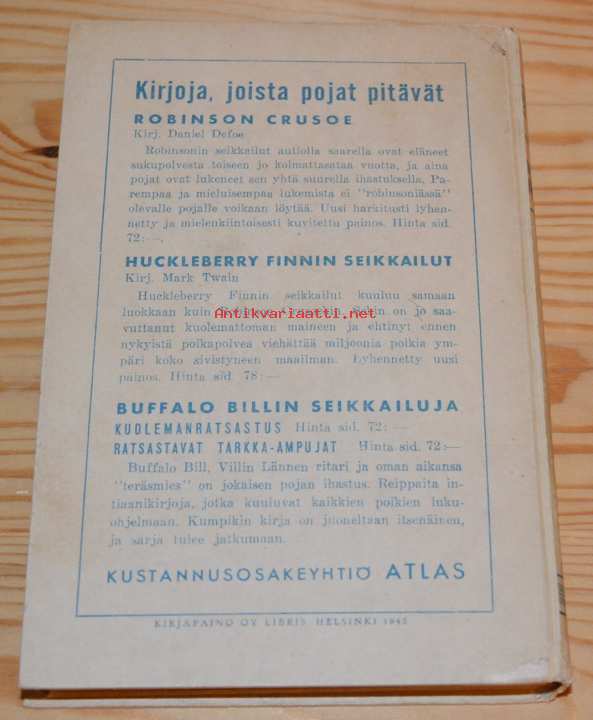 Kirjoja, joista pojat pitävät
ROBINSON CRUSOE
Kirj. Daniel Defoe
Robinsonin seikkailut autiolla saarella ovat eläneet
sukupolvesta toiseen jo kolmattasataa vuotta, ja aina
pojat ovat lukeneet sen yhtä suurella ihastuksella. Pa-
rempaa ja mieluisempaa lukemista ei "robinsoniässä"
olevalle pojalle voikaan löytää. Uusi harkitusti lyhen-
netty ja mielenkiintoisesti kuvitettu painos. Hinta sid.
72:—.
HUCKLEBERRY FINNIN SEIKKAILUT
Kirj. Mark Twain
Huckleberry Finnin seikkailut kuuluu samaan
luokkaan kuin on jo saa-
Antikvariaatti.net
vuttanut kuolemattoman maineen ja ehtinyt ennen
nykyistä poikapolvea viehättää miljoonia poikia ym-
päri koko sivistyneen maailman. Lyhennetty uusi
painos. Hinta sid. 78:—
BUFFALO BILLIN SEIKKAILUJA
KUOLEMANRATSASTUS Hinta sid. 72:—
RATSASTAVAT TARKKA-AMPUJAT Hinta sid. 72:—
Buffalo Bill, Villin Lännen ritari ja oman aikansa
"teräsmies" on jokaisen pojan ihastus. Reippaita in-
tiaanikirjoja, jotka kuuluvat kaikkien poikien luku-
ohjelmaan. Kumpikin kirja on juoneltaan itsenäinen,
ja sarja tulee jatkumaan.
KUSTANNUSOSAKEYHTIÖ ATLAS
KIRJAPAINO OY LIBRIS HELSINKI